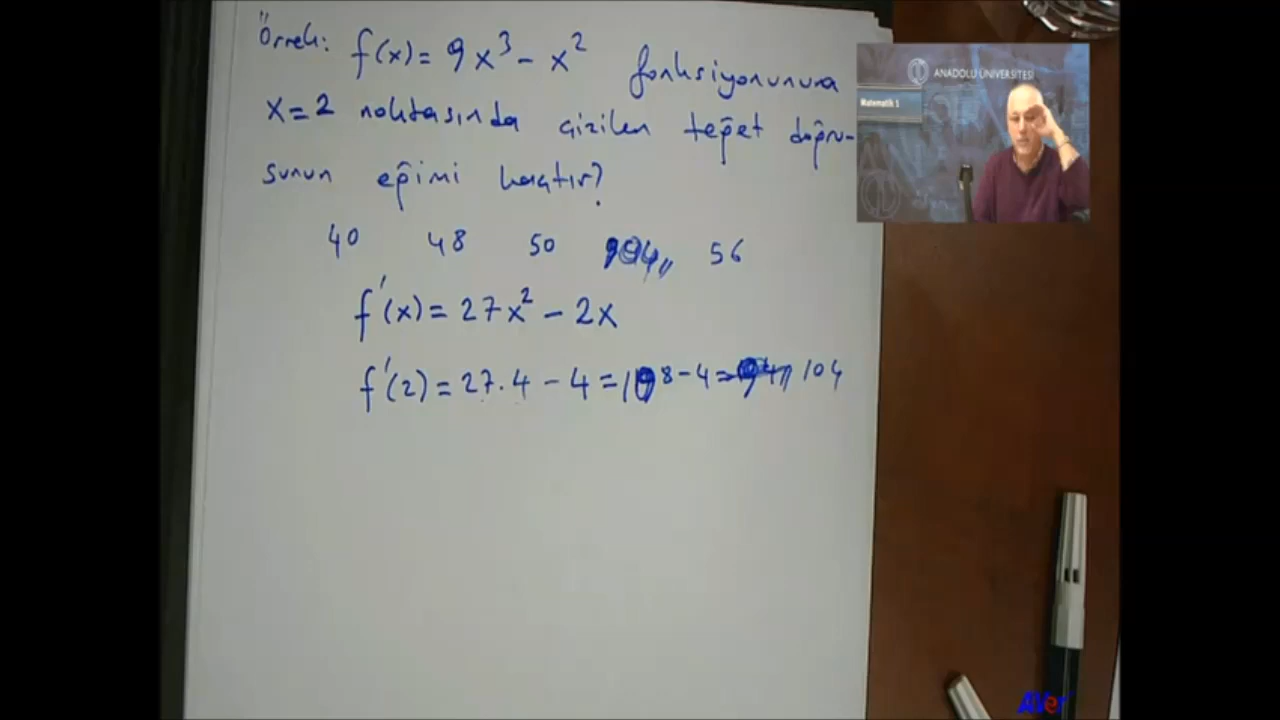 Örnek: f(x) = 9x³ - x² fonksiyonuna
x=2 noktasında çizilen teğet doğru-
sunun eğimi kaçtır?
40 48 50 104,, 56
f'(x) = 27x² - 2x
f'(2) = 27.4 - 4 = 108 - 4 = 104
ANADOLU ÜNİVERSİTESİ
Matematik 1
AVer